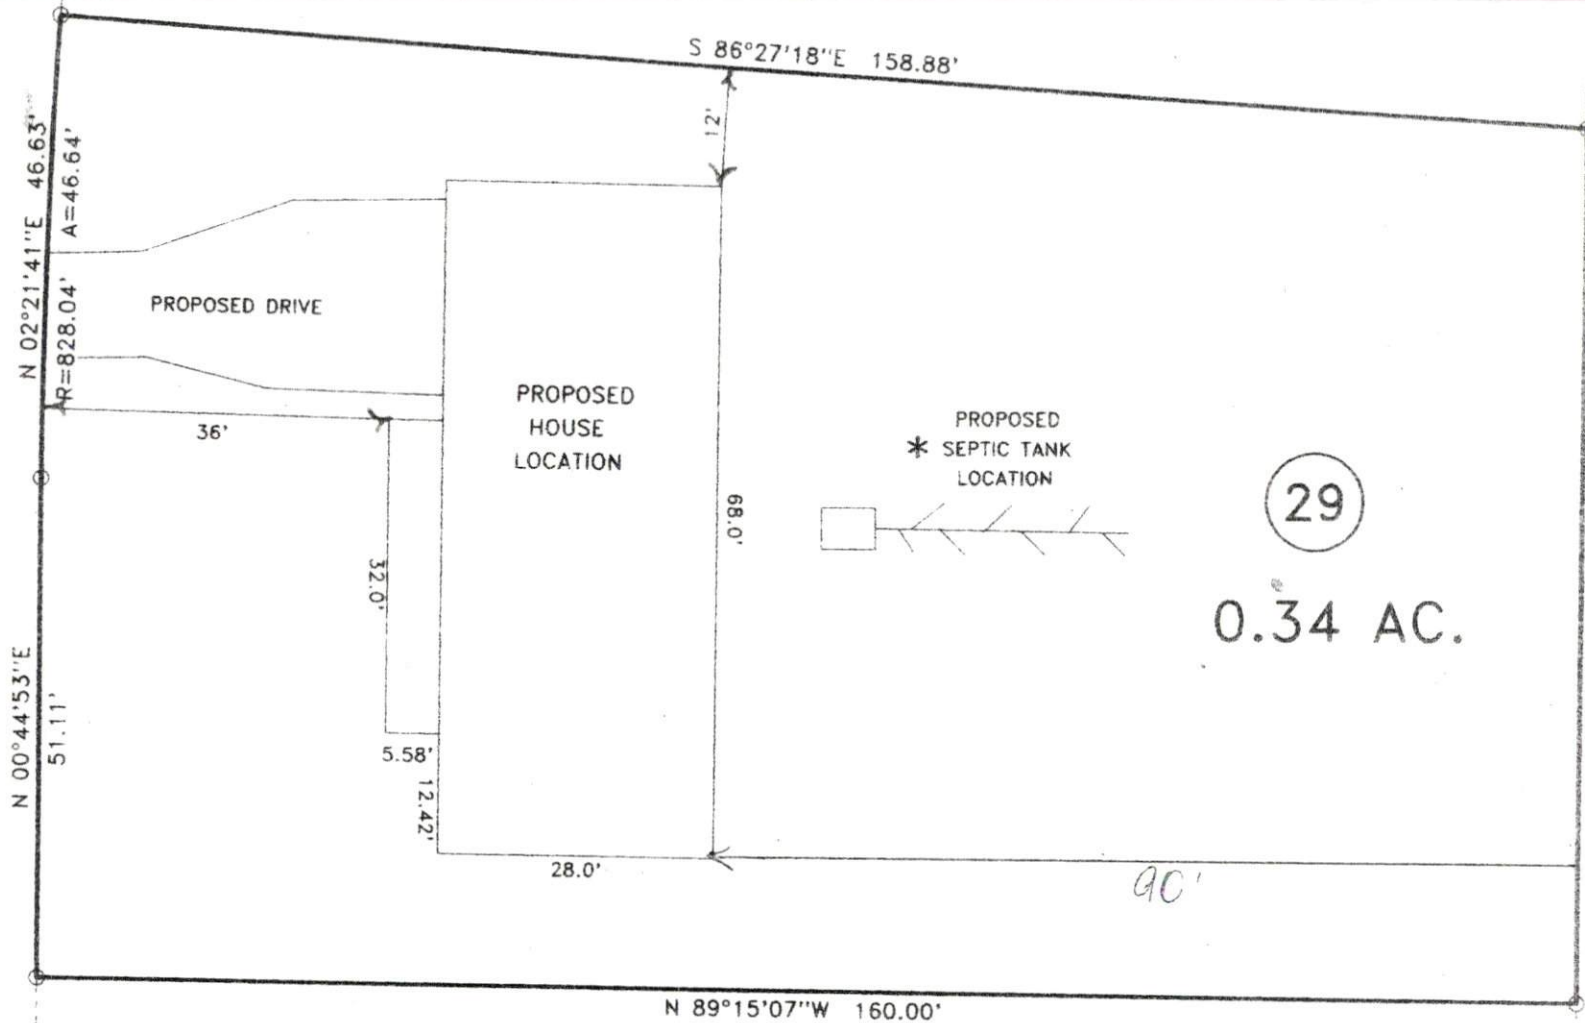 S 86°27'18"E 158.88'
12'
N 02°21'41"E 46.63'
R=828.04' A=46.64'
PROPOSED DRIVE
36'
PROPOSED
HOUSE
LOCATION
PROPOSED
* SEPTIC TANK
LOCATION
29
68.0'
32.0'
0.34 AC.
N 00°44'53"E
51.11'
5.58'
12.42'
28.0'
90'
N 89°15'07"W 160.00'